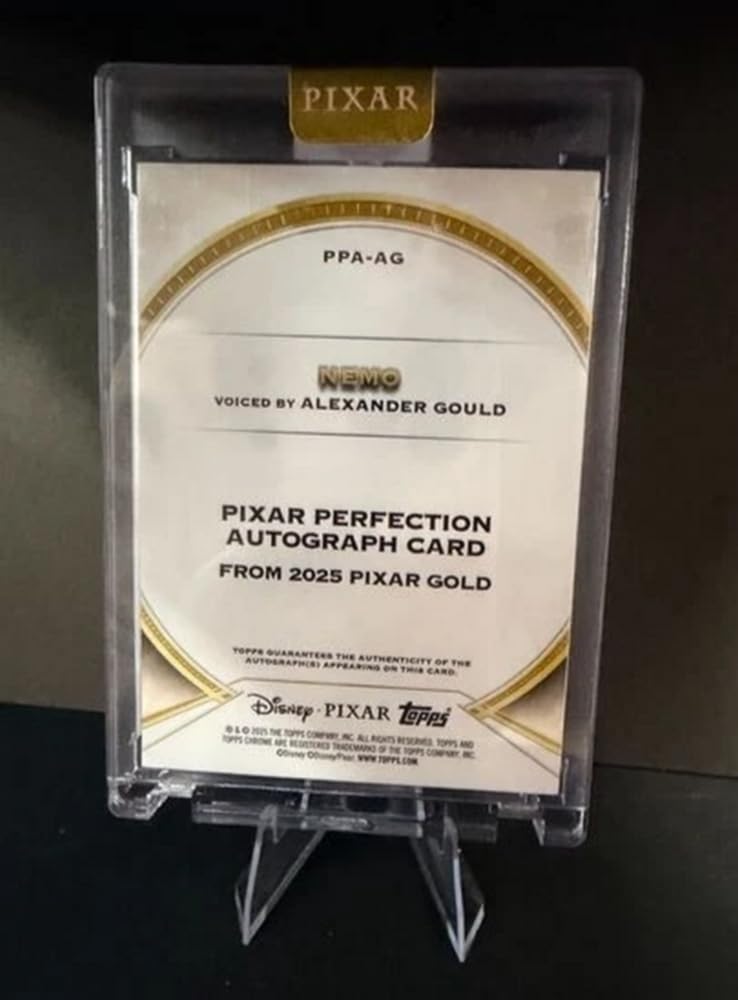 PIXAR
PPA-AG
NEMO
VOICED BY ALEXANDER GOULD
PIXAR PERFECTION
AUTOGRAPH CARD
FROM 2025 PIXAR GOLD
TOPPS GUARANTEES THE AUTHENTICITY OF THE
AUTOGRAPH(S) APPEARING ON THIS CARD.
Disney · PIXAR topps
® & © 2025 THE TOPPS COMPANY, INC. ALL RIGHTS RESERVED. TOPPS AND
TOPPS CHROME ARE REGISTERED TRADEMARKS OF THE TOPPS COMPANY, INC.
©Disney ©Disney/Pixar. WWW.TOPPS.COM